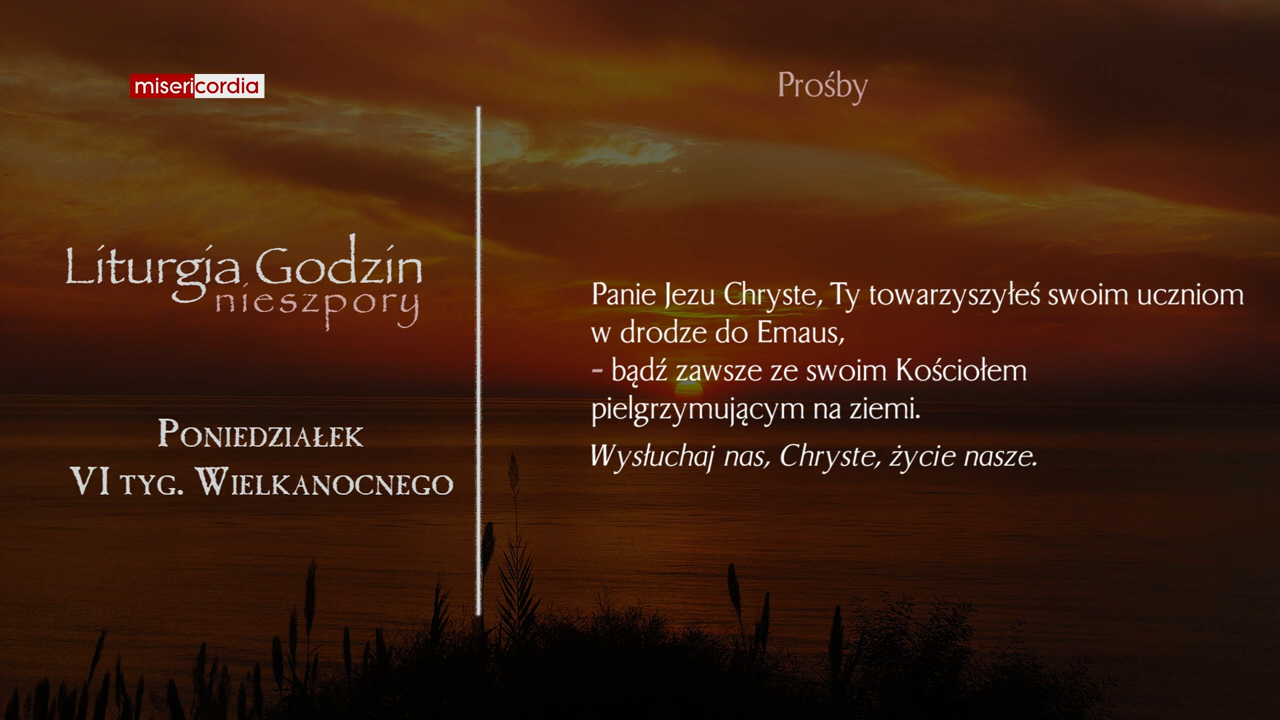 misericordia
Prośby
Liturgia Godzin
nieszpory
Poniedziałek
VI tyg. Wielkanocnego
Panie Jezu Chryste, Ty towarzyszyłeś swoim uczniom
w drodze do Emaus,
- bądź zawsze ze swoim Kościołem
pielgrzymującym na ziemi.
Wysłuchaj nas, Chryste, życie nasze.